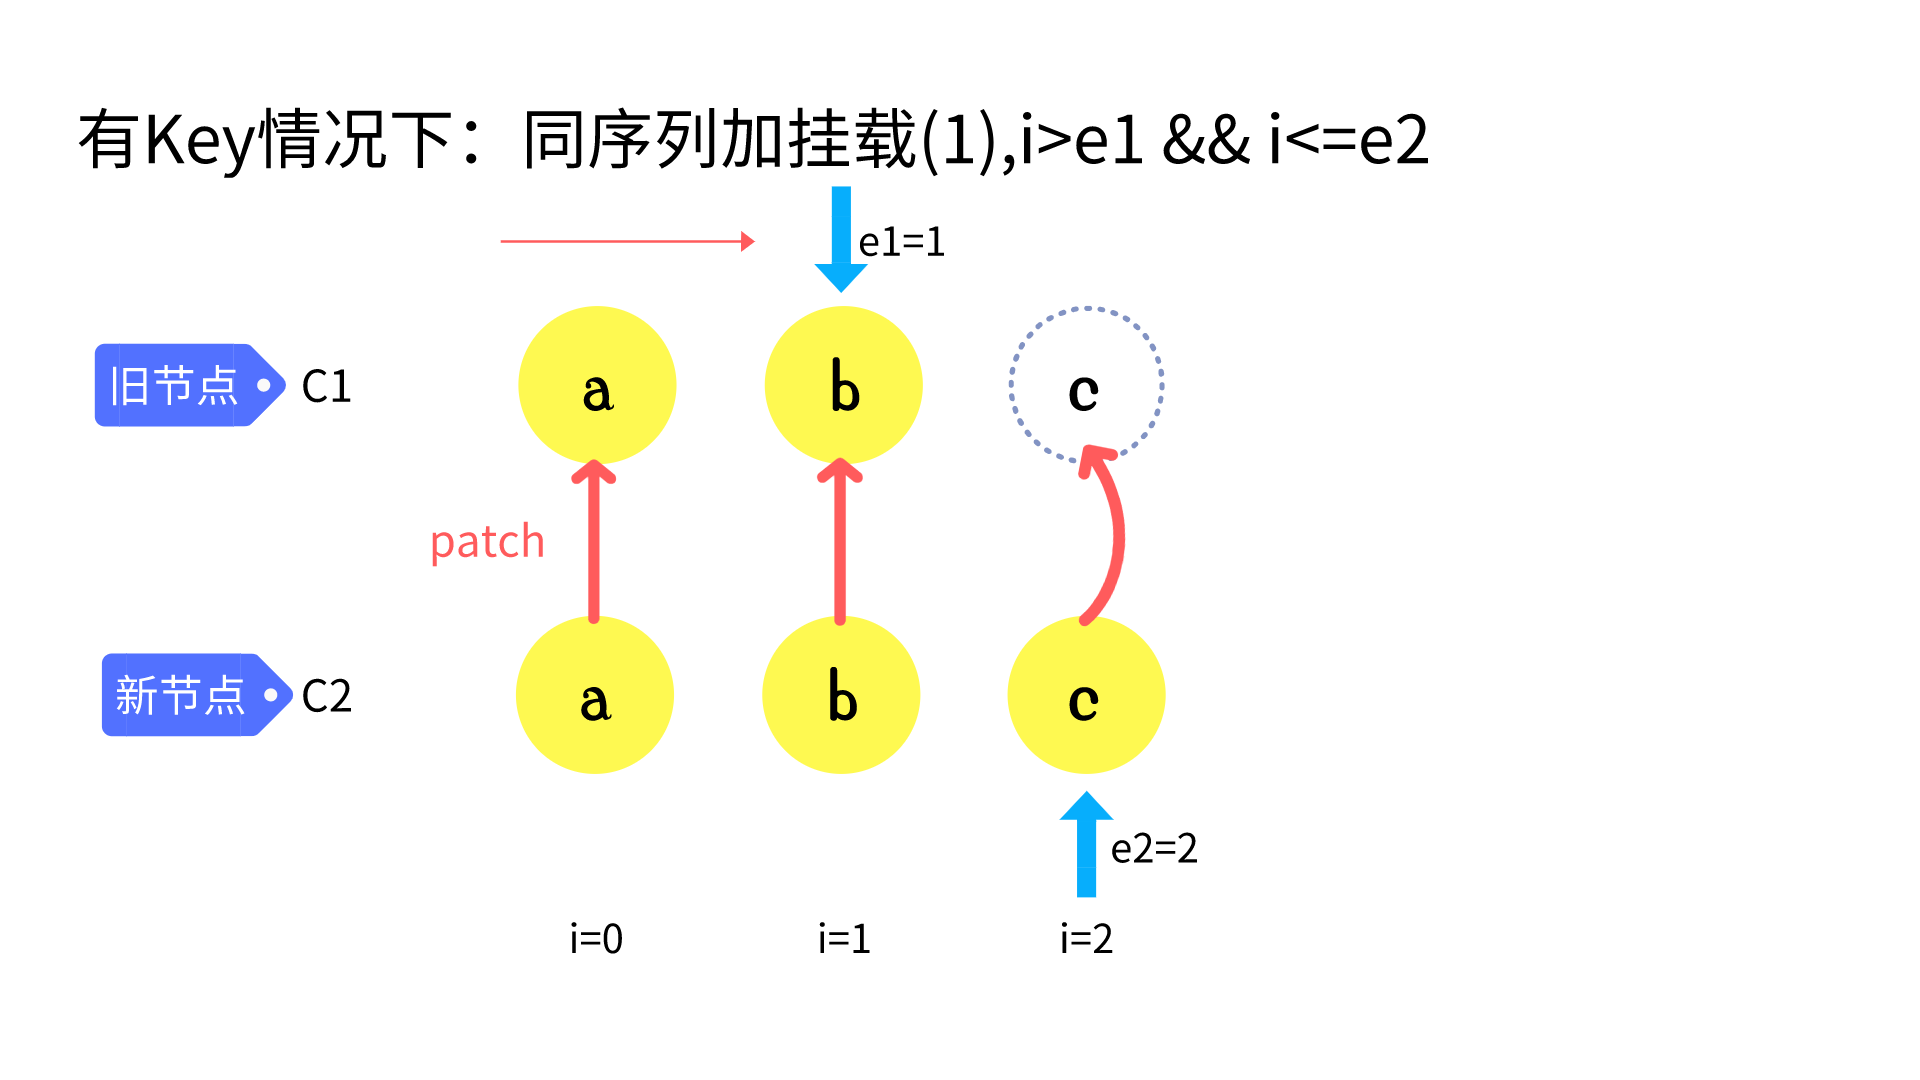 有Key情况下：同序列加挂载(1),i>e1 && i<=e2
e1=1
旧节点 C1
a b c
patch
新节点 C2
a b c
e2=2
i=0 i=1 i=2